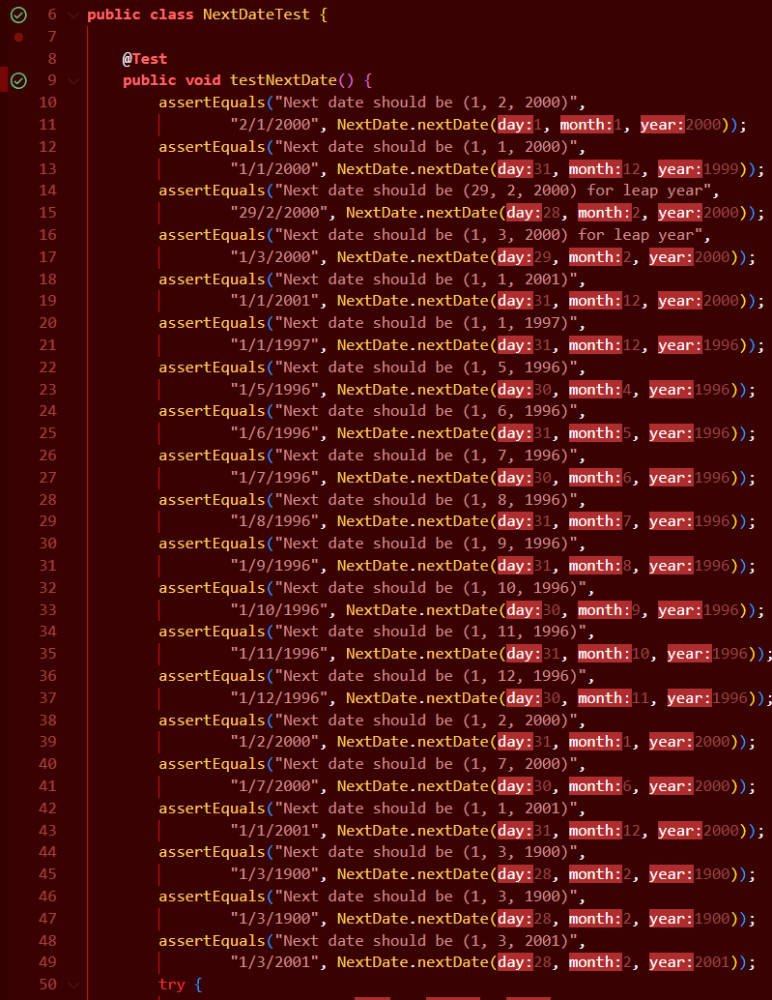 6 public class NextDateTest {
7
8 @Test
9 public void testNextDate() {
10 assertEquals("Next date should be (1, 2, 2000)",
11 "2/1/2000", NextDate.nextDate(day:1, month:1, year:2000));
12 assertEquals("Next date should be (1, 1, 2000)",
13 "1/1/2000", NextDate.nextDate(day:31, month:12, year:1999));
14 assertEquals("Next date should be (29, 2, 2000) for leap year",
15 "29/2/2000", NextDate.nextDate(day:28, month:2, year:2000));
16 assertEquals("Next date should be (1, 3, 2000) for leap year",
17 "1/3/2000", NextDate.nextDate(day:29, month:2, year:2000));
18 assertEquals("Next date should be (1, 1, 2001)",
19 "1/1/2001", NextDate.nextDate(day:31, month:12, year:2000));
20 assertEquals("Next date should be (1, 1, 1997)",
21 "1/1/1997", NextDate.nextDate(day:31, month:12, year:1996));
22 assertEquals("Next date should be (1, 5, 1996)",
23 "1/5/1996", NextDate.nextDate(day:30, month:4, year:1996));
24 assertEquals("Next date should be (1, 6, 1996)",
25 "1/6/1996", NextDate.nextDate(day:31, month:5, year:1996));
26 assertEquals("Next date should be (1, 7, 1996)",
27 "1/7/1996", NextDate.nextDate(day:30, month:6, year:1996));
28 assertEquals("Next date should be (1, 8, 1996)",
29 "1/8/1996", NextDate.nextDate(day:31, month:7, year:1996));
30 assertEquals("Next date should be (1, 9, 1996)",
31 "1/9/1996", NextDate.nextDate(day:31, month:8, year:1996));
32 assertEquals("Next date should be (1, 10, 1996)",
33 "1/10/1996", NextDate.nextDate(day:30, month:9, year:1996));
34 assertEquals("Next date should be (1, 11, 1996)",
35 "1/11/1996", NextDate.nextDate(day:31, month:10, year:1996));
36 assertEquals("Next date should be (1, 12, 1996)",
37 "1/12/1996", NextDate.nextDate(day:30, month:11, year:1996));
38 assertEquals("Next date should be (1, 2, 2000)",
39 "1/2/2000", NextDate.nextDate(day:31, month:1, year:2000));
40 assertEquals("Next date should be (1, 7, 2000)",
41 "1/7/2000", NextDate.nextDate(day:30, month:6, year:2000));
42 assertEquals("Next date should be (1, 1, 2001)",
43 "1/1/2001", NextDate.nextDate(day:31, month:12, year:2000));
44 assertEquals("Next date should be (1, 3, 1900)",
45 "1/3/1900", NextDate.nextDate(day:28, month:2, year:1900));
46 assertEquals("Next date should be (1, 3, 1900)",
47 "1/3/1900", NextDate.nextDate(day:28, month:2, year:1900));
48 assertEquals("Next date should be (1, 3, 2001)",
49 "1/3/2001", NextDate.nextDate(day:28, month:2, year:2001));
50 try {